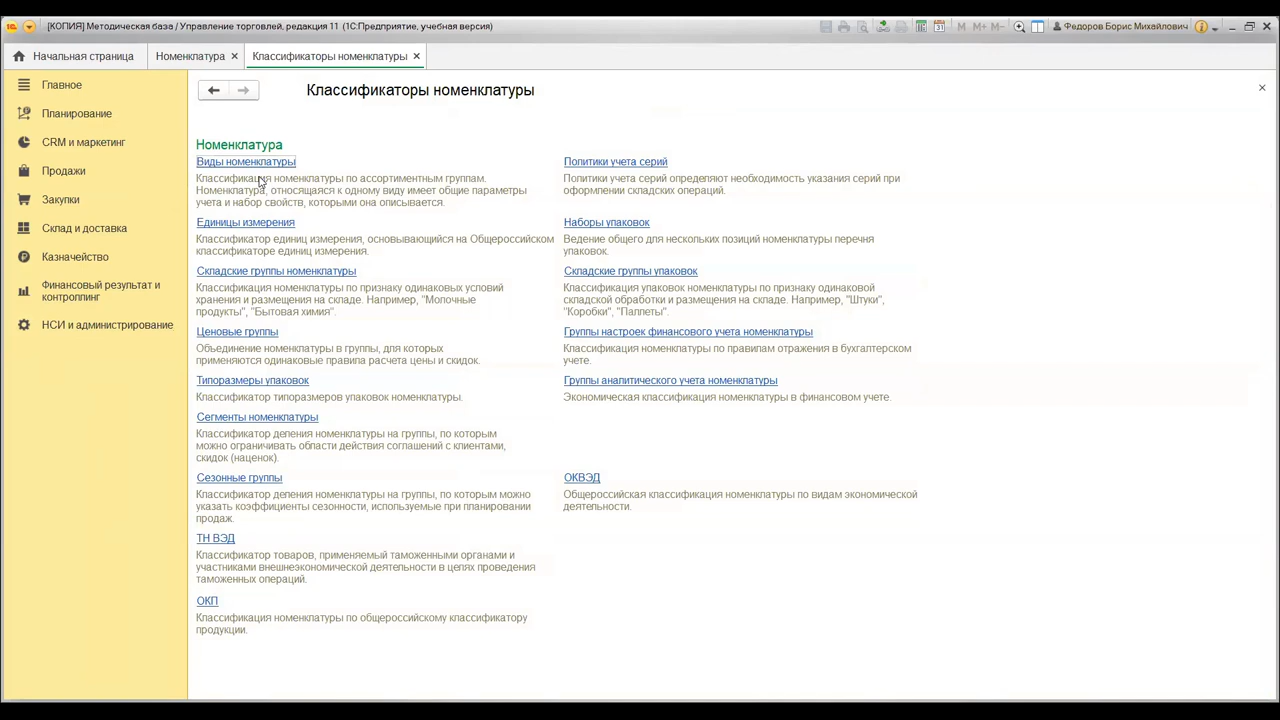 [КОПИЯ] Методическая база / Управление торговлей, редакция 11 (1С:Предприятие, учебная версия)
M M+ M-
Федоров Борис Михайлович
Начальная страница
Номенклатура
Классификаторы номенклатуры
Главное
Планирование
CRM и маркетинг
Продажи
Закупки
Склад и доставка
Казначейство
Финансовый результат и
контроллинг
НСИ и администрирование
Классификаторы номенклатуры
Номенклатура
Виды номенклатуры
Классификация номенклатуры по ассортиментным группам.
Номенклатура, относящаяся к одному виду имеет общие параметры
учета и набор свойств, которыми она описывается.
Единицы измерения
Классификатор единиц измерения, основывающийся на Общероссийском
классификаторе единиц измерения.
Складские группы номенклатуры
Классификация номенклатуры по признаку одинаковых условий
хранения и размещения на складе. Например, "Молочные
продукты", "Бытовая химия".
Ценовые группы
Объединение номенклатуры в группы, для которых
применяются одинаковые правила расчета цены и скидок.
Типоразмеры упаковок
Классификатор типоразмеров упаковок номенклатуры.
Сегменты номенклатуры
Классификатор деления номенклатуры на группы, по которым
можно ограничивать области действия соглашений с клиентами,
скидок (наценок).
Сезонные группы
Классификатор деления номенклатуры на группы, по которым можно
указать коэффициенты сезонности, используемые при планировании
продаж.
ТН ВЭД
Классификатор товаров, применяемый таможенными органами и
участниками внешнеэкономической деятельности в целях проведения
таможенных операций.
ОКП
Классификация номенклатуры по общероссийскому классификатору
продукции.
Политики учета серий
Политики учета серий определяют необходимость указания серий при
оформлении складских операций.
Наборы упаковок
Ведение общего для нескольких позиций номенклатуры перечня
упаковок.
Складские группы упаковок
Классификация упаковок номенклатуры по признаку одинаковой
складской обработки и размещения на складе. Например, "Штуки",
"Коробки", "Паллеты".
Группы настроек финансового учета номенклатуры
Классификация номенклатуры по правилам отражения в бухгалтерском
учете.
Группы аналитического учета номенклатуры
Экономическая классификация номенклатуры в финансовом учете.
ОКВЭД
Общероссийская классификация номенклатуры по видам экономической
деятельности.